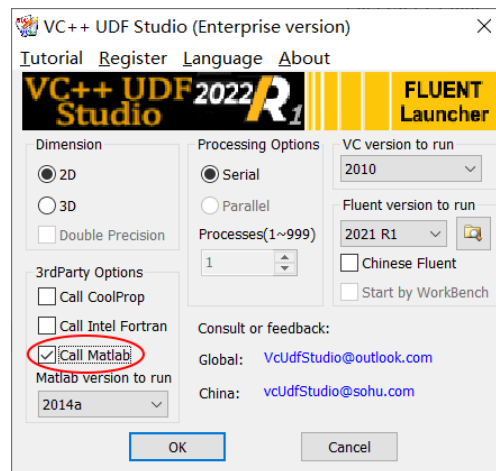 VC++ UDF Studio (Enterprise version)
Tutorial Register Language About
VC++ UDF Studio 2022 R1
FLUENT Launcher
Dimension
2D
3D
Double Precision
Processing Options
Serial
Parallel
Processes(1~999)
1
VC version to run
2010
Fluent version to run
2021 R1
Chinese Fluent
Start by WorkBench
3rdParty Options
Call CoolProp
Call Intel Fortran
Call Matlab
Matlab version to run
2014a
Consult or feedback:
Global: VcUdfStudio@outlook.com
China: vcUdfStudio@sohu.com
OK
Cancel